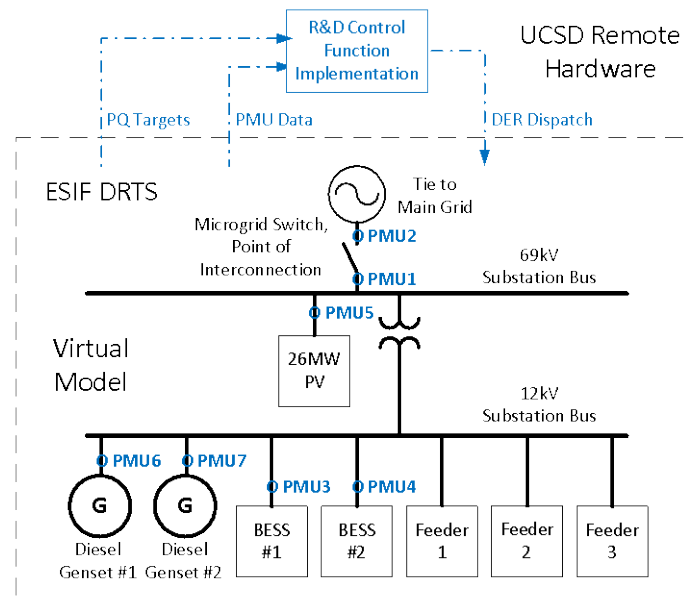 R&D Control
Function
Implementation
UCSD Remote
Hardware
PQ Targets
PMU Data
DER Dispatch
ESIF DRTS
Tie to
Main Grid
Microgrid Switch,
Point of
Interconnection
PMU2
PMU1
69kV
Substation Bus
PMU5
26MW
PV
Virtual
Model
12kV
Substation Bus
PMU6
PMU7
PMU3
PMU4
G
G
BESS
#1
BESS
#2
Feeder
1
Feeder
2
Feeder
3
Diesel
Genset #1
Diesel
Genset #2